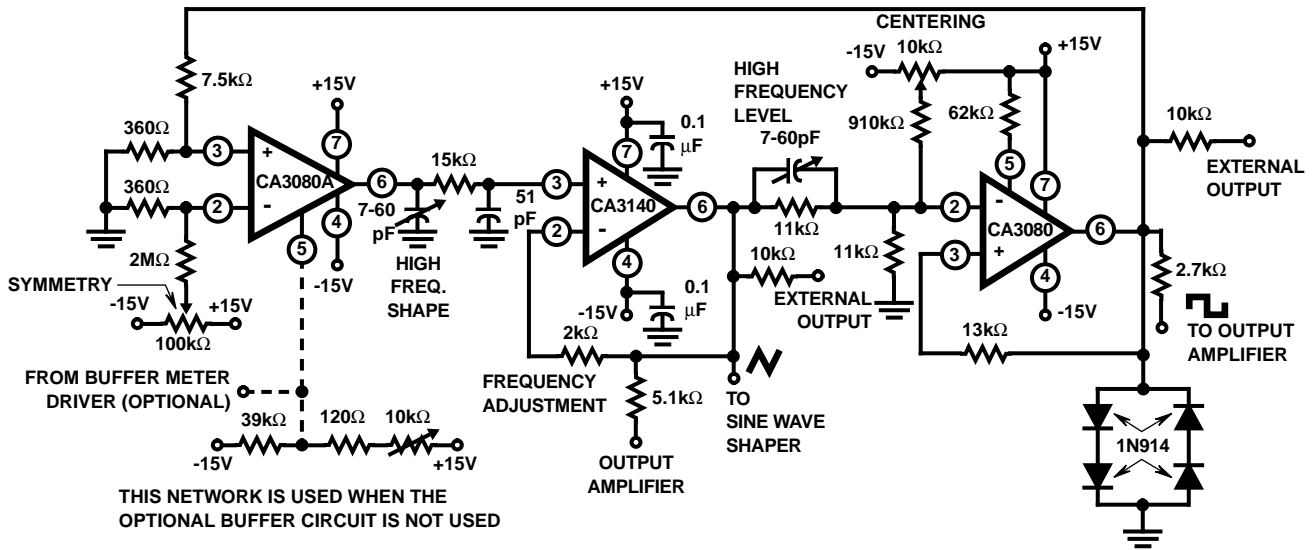 CENTERING
-15V
10kΩ
+15V
7.5kΩ
+15V
+15V
HIGH
FREQUENCY
LEVEL
7-60pF
910kΩ
62kΩ
10kΩ
EXTERNAL
OUTPUT
0.1
µF
360Ω
3
+
7
CA3080A
6
15kΩ
360Ω
2
-
4
5
-15V
7-60
pF
51
pF
HIGH
FREQ.
SHAPE
7
3
+
CA3140
6
2
-
4
-15V
0.1
µF
11kΩ
11kΩ
10kΩ
EXTERNAL
OUTPUT
5
7
2
-
CA3080
6
3
+
4
-15V
2.7kΩ
TO OUTPUT
AMPLIFIER
13kΩ
2MΩ
SYMMETRY
-15V
+15V
100kΩ
FROM BUFFER METER
DRIVER (OPTIONAL)
39kΩ
120Ω
10kΩ
-15V
+15V
THIS NETWORK IS USED WHEN THE
OPTIONAL BUFFER CIRCUIT IS NOT USED
2kΩ
FREQUENCY
ADJUSTMENT
5.1kΩ
OUTPUT
AMPLIFIER
TO
SINE WAVE
SHAPER
1N914